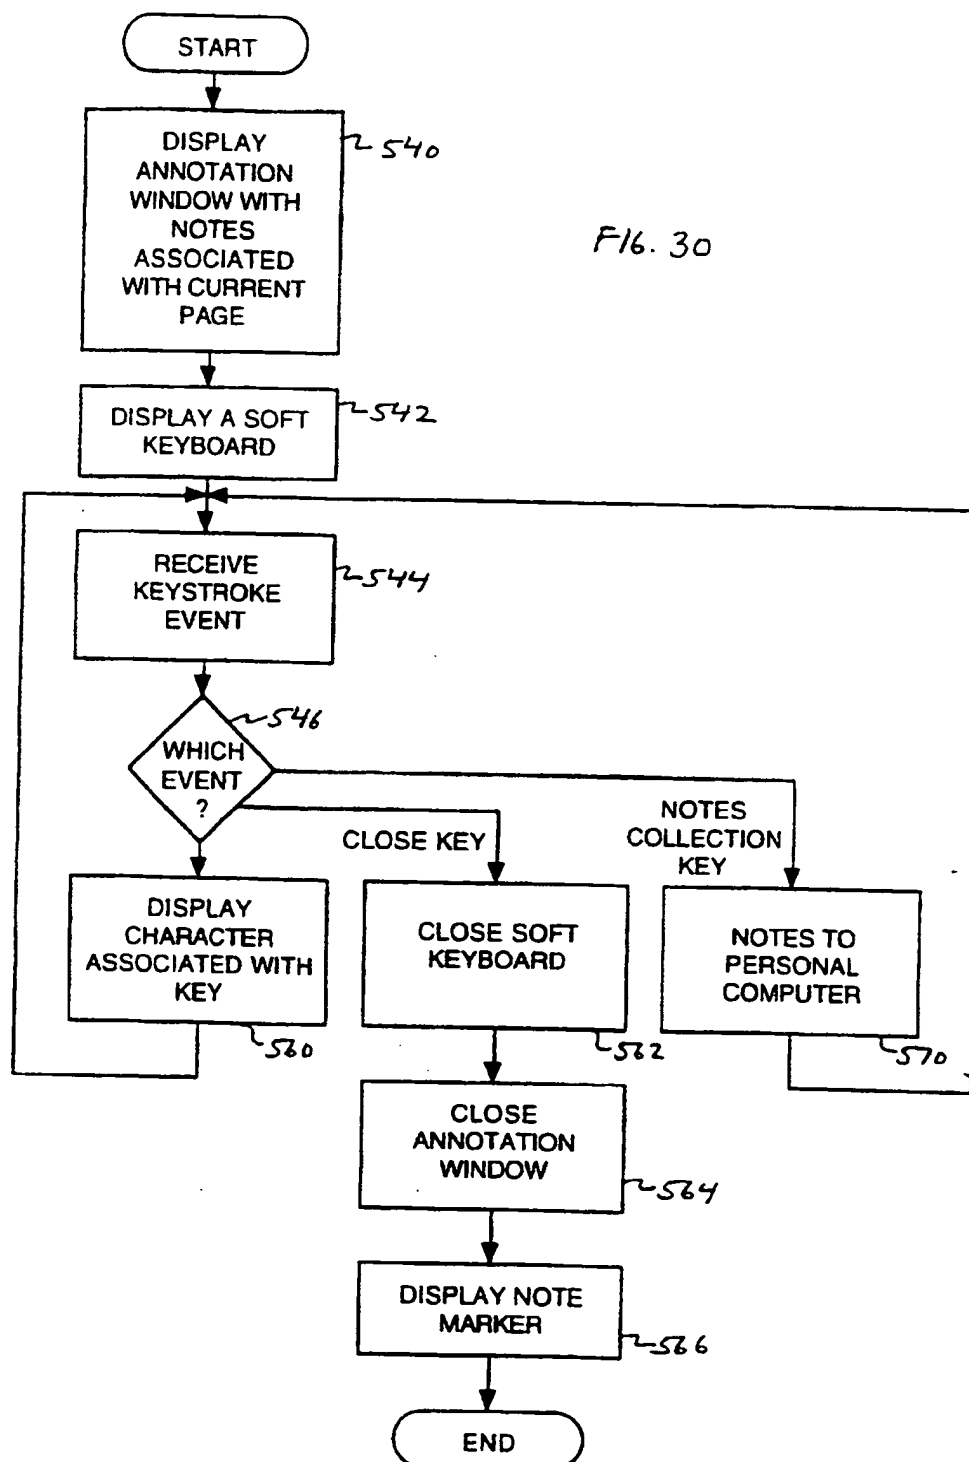 START
DISPLAY
ANNOTATION
WINDOW WITH
NOTES
ASSOCIATED
WITH CURRENT
PAGE
540
FIG. 30
DISPLAY A SOFT
KEYBOARD
542
RECEIVE
KEYSTROKE
EVENT
544
WHICH
EVENT
?
546
CLOSE KEY
NOTES
COLLECTION
KEY
DISPLAY
CHARACTER
ASSOCIATED WITH
KEY
560
CLOSE SOFT
KEYBOARD
562
NOTES TO
PERSONAL
COMPUTER
570
CLOSE
ANNOTATION
WINDOW
564
DISPLAY NOTE
MARKER
566
END